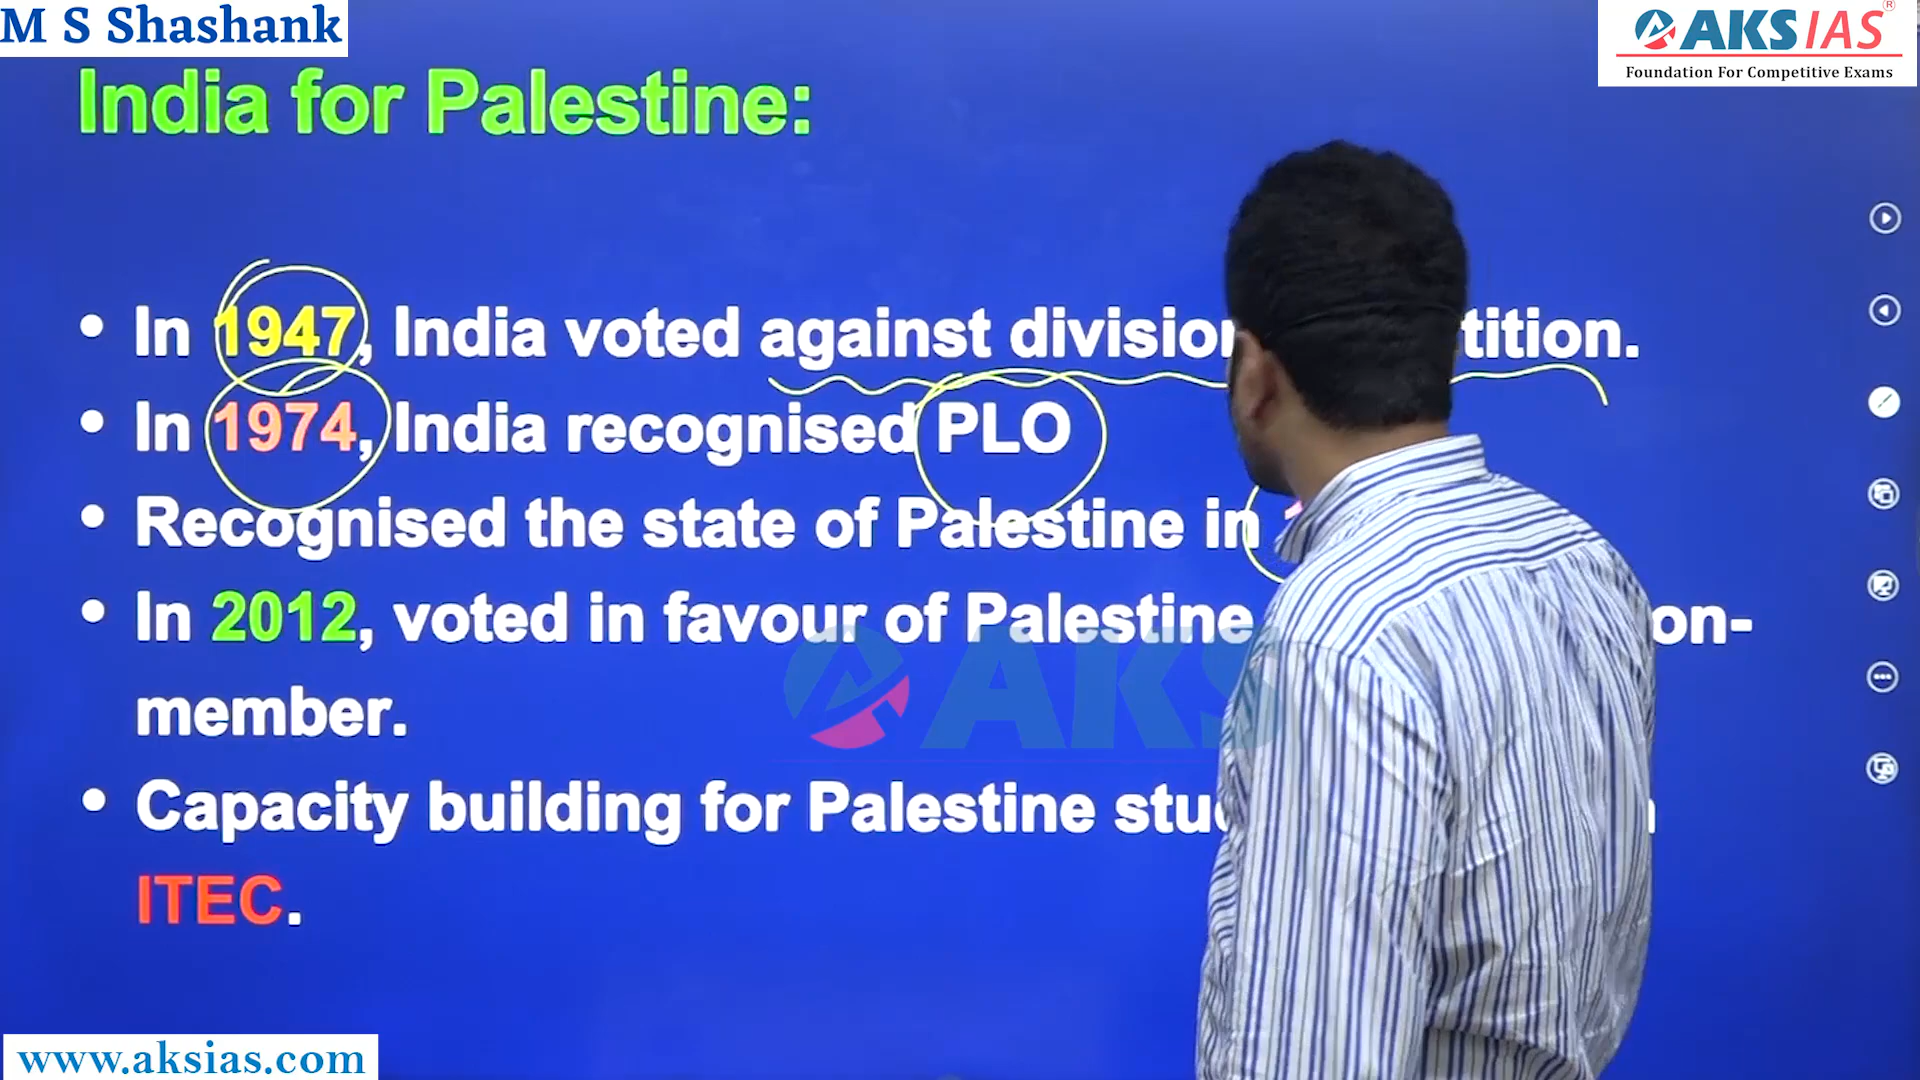 M S Shashank
AKS IAS
®
Foundation For Competitive Exams
India for Palestine:
• In 1947, India voted against division tition.
• In 1974, India recognised PLO
• Recognised the state of Palestine in
• In 2012, voted in favour of Palestine on-
member.
AKS
• Capacity building for Palestine stu
ITEC.
www.aksias.com